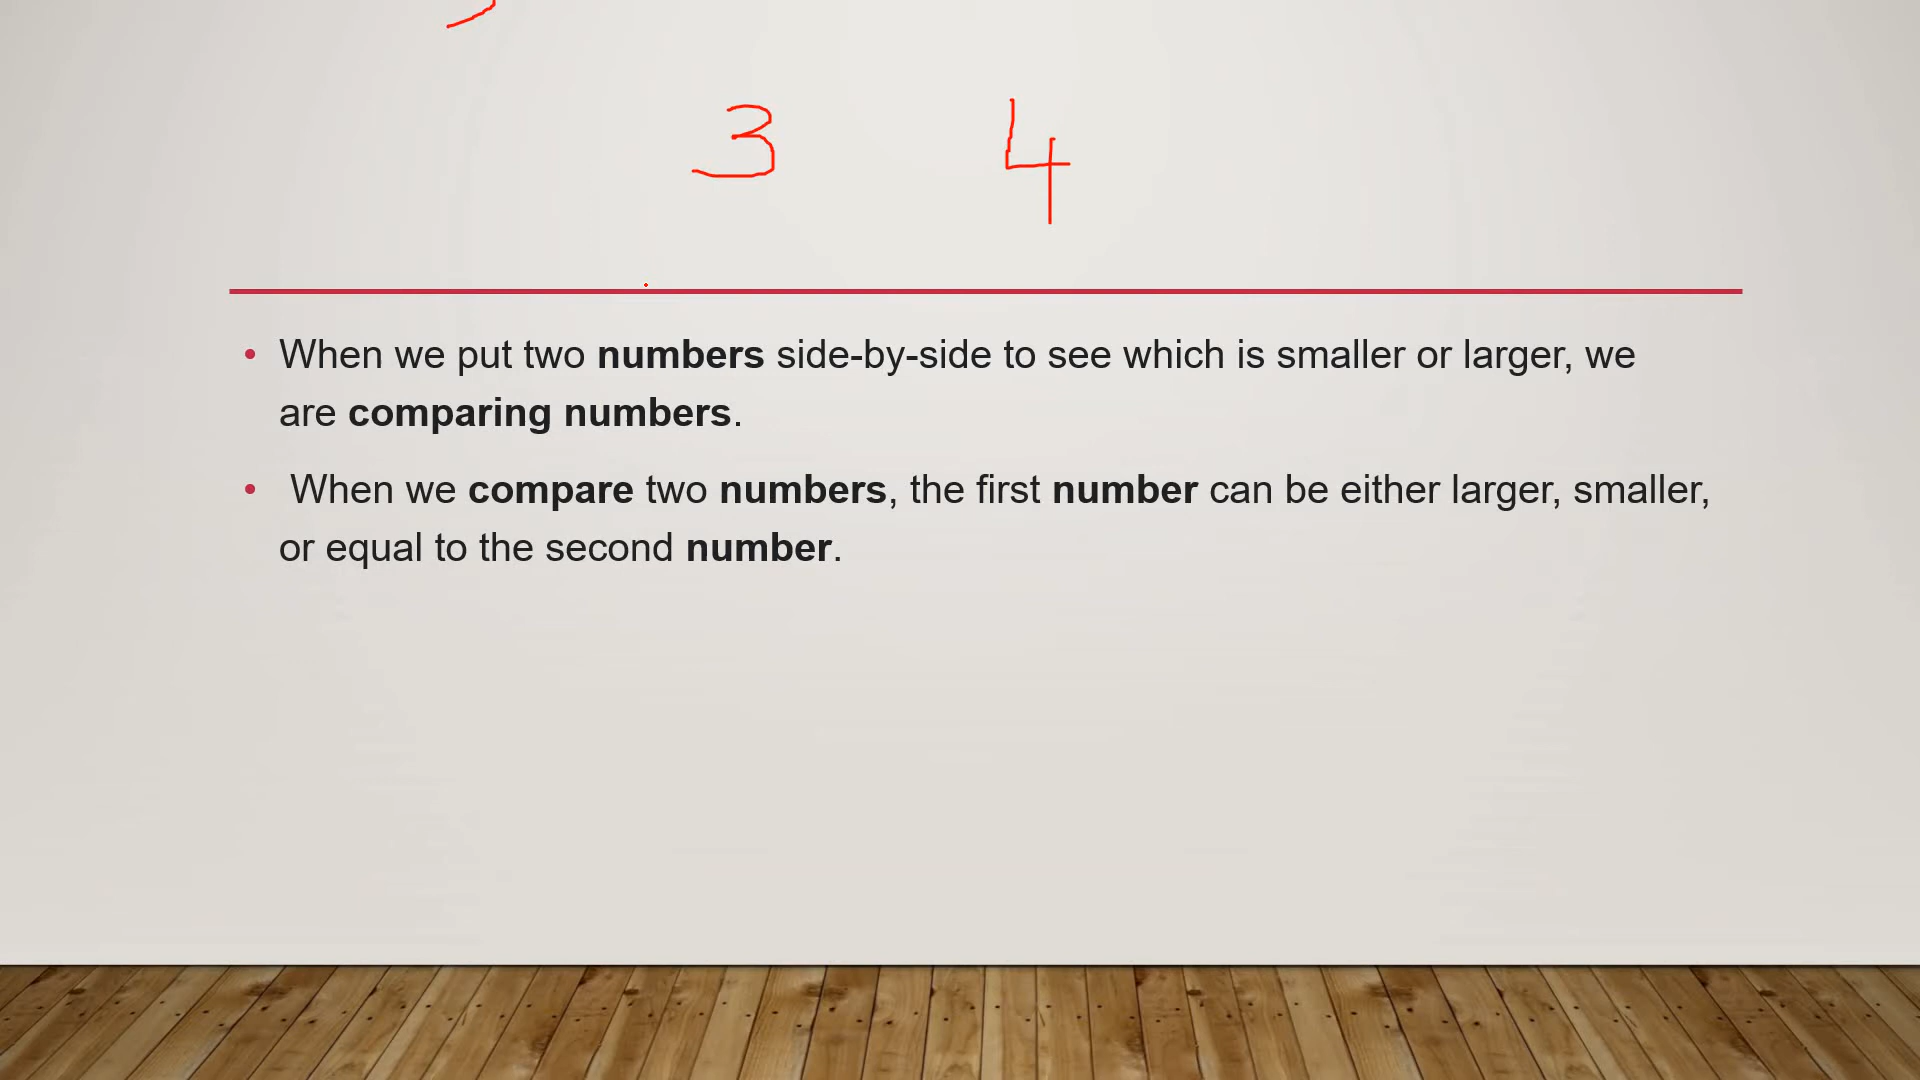 3 4
• When we put two numbers side-by-side to see which is smaller or larger, we
are comparing numbers.
• When we compare two numbers, the first number can be either larger, smaller,
or equal to the second number.